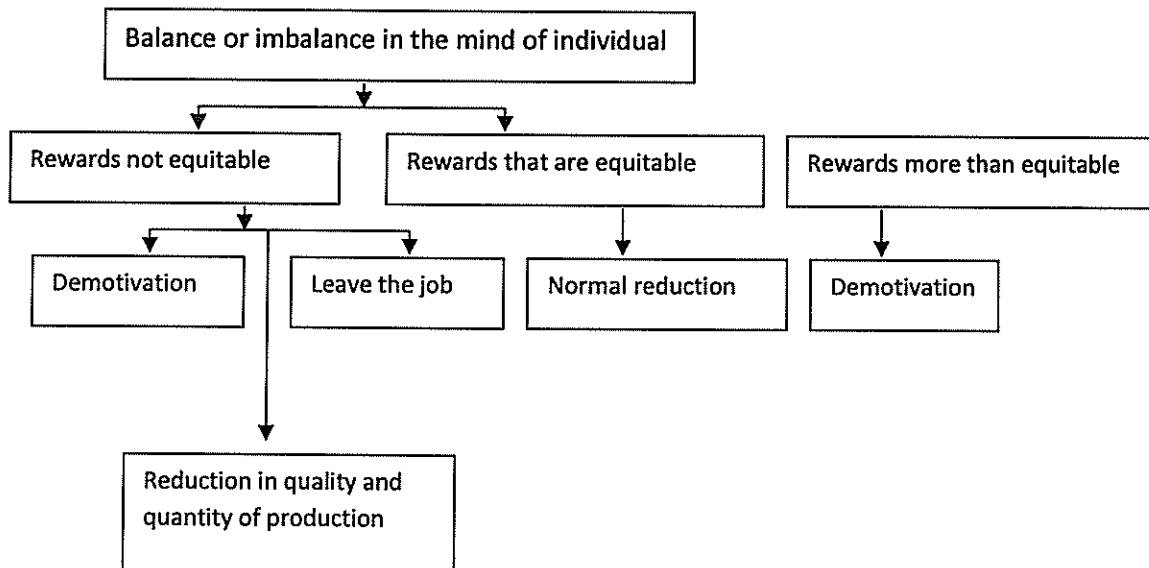 Balance or imbalance in the mind of individual
Rewards not equitable
Rewards that are equitable
Rewards more than equitable
Demotivation
Leave the job
Normal reduction
Demotivation
Reduction in quality and
quantity of production